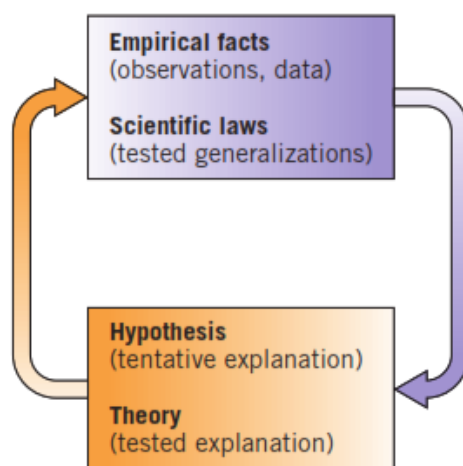 Empirical facts
(observations, data)
Scientific laws
(tested generalizations)
Hypothesis
(tentative explanation)
Theory
(tested explanation)